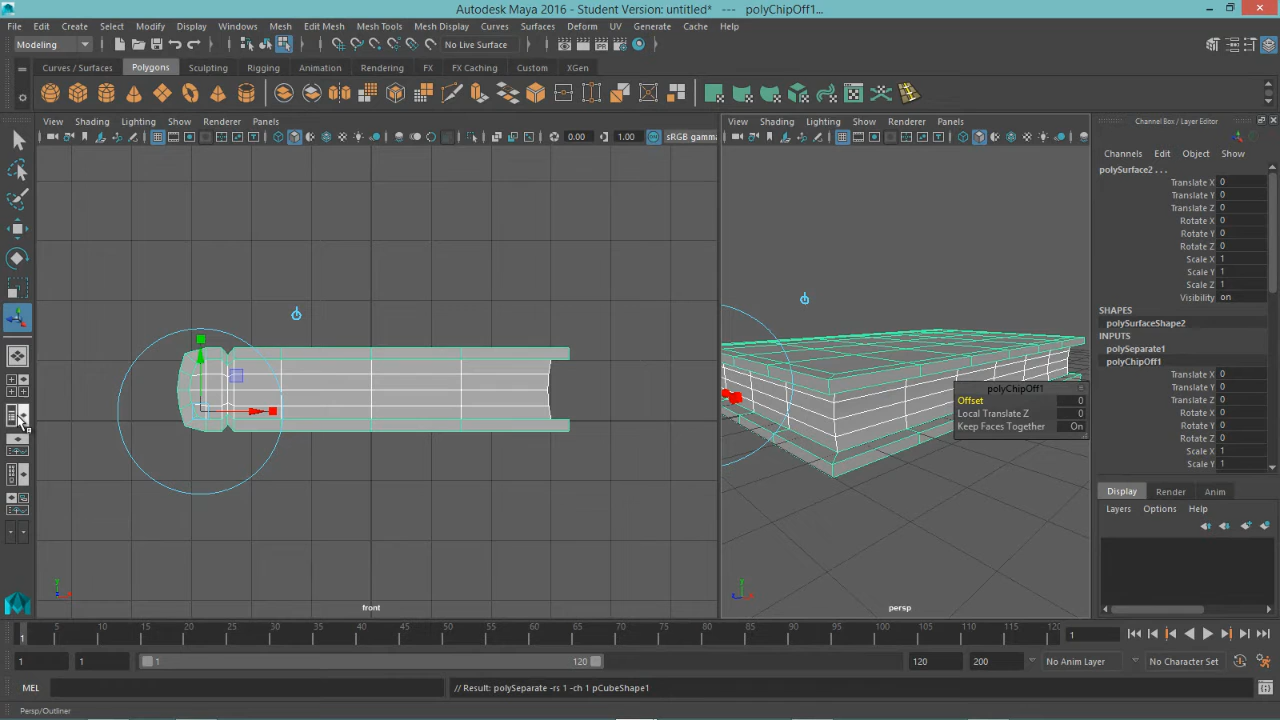 Autodesk Maya 2016 - Student Version: untitled* --- polyChipOff1...
File Edit Create Select Modify Display Windows Mesh Edit Mesh Mesh Tools Mesh Display Curves Surfaces Deform UV Generate Cache Help
Modeling No Live Surface
Curves / Surfaces Polygons Sculpting Rigging Animation Rendering FX FX Caching Custom XGen
View Shading Lighting Show Renderer Panels
0.00 1.00 sRGB gamma
View Shading Lighting Show Renderer Panels
Channel Box / Layer Editor
Channels Edit Object Show
polySurface2 . . .
Translate X 0
Translate Y 0
Translate Z 0
Rotate X 0
Rotate Y 0
Rotate Z 0
Scale X 1
Scale Y 1
Scale Z 1
Visibility on
SHAPES
polySurfaceShape2
INPUTS
polySeparate1
polyChipOff1
Translate X 0
Translate Y 0
Translate Z 0
Rotate X 0
Rotate Y 0
Rotate Z 0
Scale X 1
Scale Y 1
Scale Z 1
polyChipOff1
Offset 0
Local Translate Z 0
Keep Faces Together On
Display Render Anim
Layers Options Help
front
persp
5 10 15 20 25 30 35 40 45 50 55 60 65 70 75 80 85 90 95 100 105 110 115 120
1
1
1 1 1 120 120 200 No Anim Layer No Character Set
MEL // Result: polySeparate -rs 1 -ch 1 pCubeShape1
Persp/Outliner